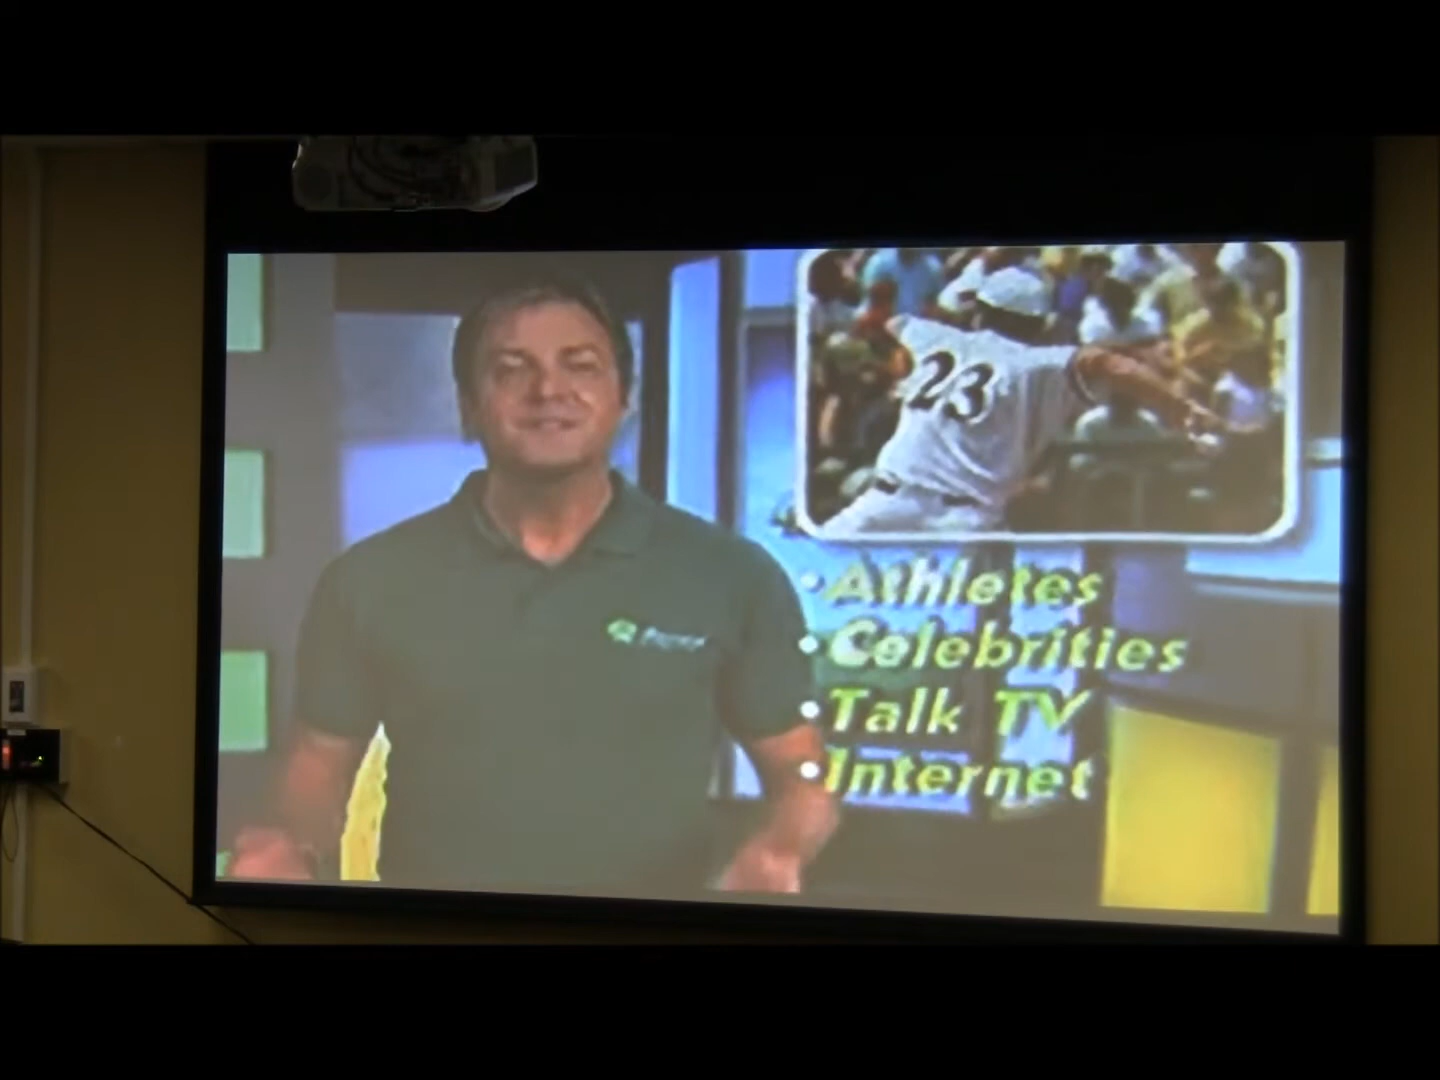 23
• Athletes
• Celebrities
• Talk TV
• Internet